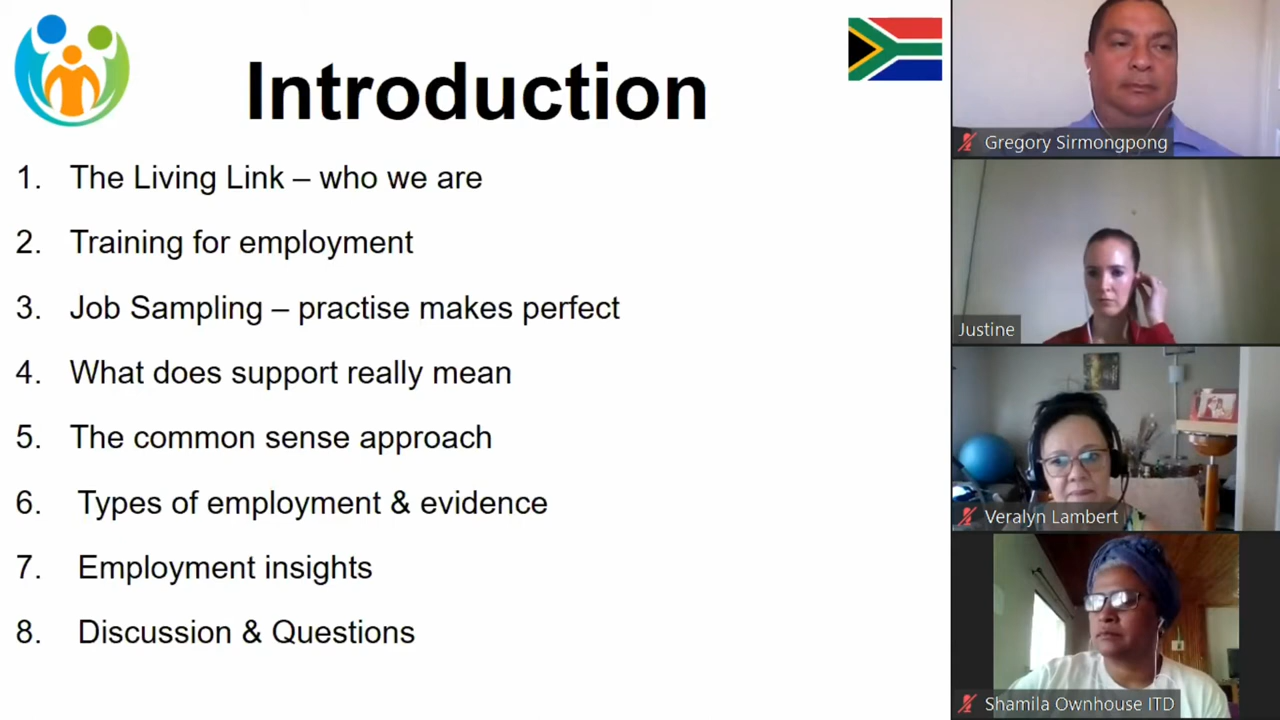 Introduction
1. The Living Link – who we are
2. Training for employment
3. Job Sampling – practise makes perfect
4. What does support really mean
5. The common sense approach
6. Types of employment & evidence
7. Employment insights
8. Discussion & Questions
Gregory Sirmongpong
Justine
Veralyn Lambert
Shamila Ownhouse ITD